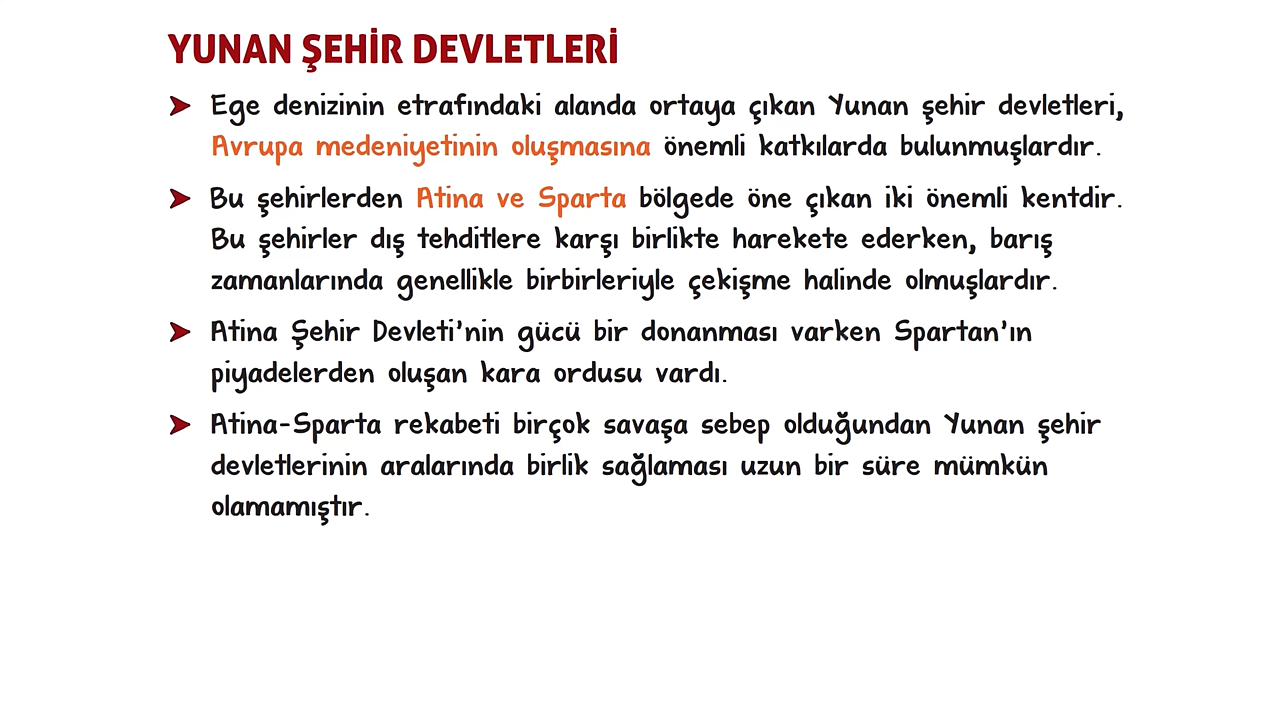 YUNAN ŞEHİR DEVLETLERİ
➤ Ege denizinin etrafındaki alanda ortaya çıkan Yunan şehir devletleri,
Avrupa medeniyetinin oluşmasına önemli katkılarda bulunmuşlardır.
➤ Bu şehirlerden Atina ve Sparta bölgede öne çıkan iki önemli kentdir.
Bu şehirler dış tehditlere karşı birlikte harekete ederken, barış
zamanlarında genellikle birbirleriyle çekişme halinde olmuşlardır.
➤ Atina Şehir Devleti'nin gücü bir donanması varken Spartan'ın
piyadelerden oluşan kara ordusu vardı.
➤ Atina-Sparta rekabeti birçok savaşa sebep olduğundan Yunan şehir
devletlerinin aralarında birlik sağlaması uzun bir süre mümkün
olamamıştır.